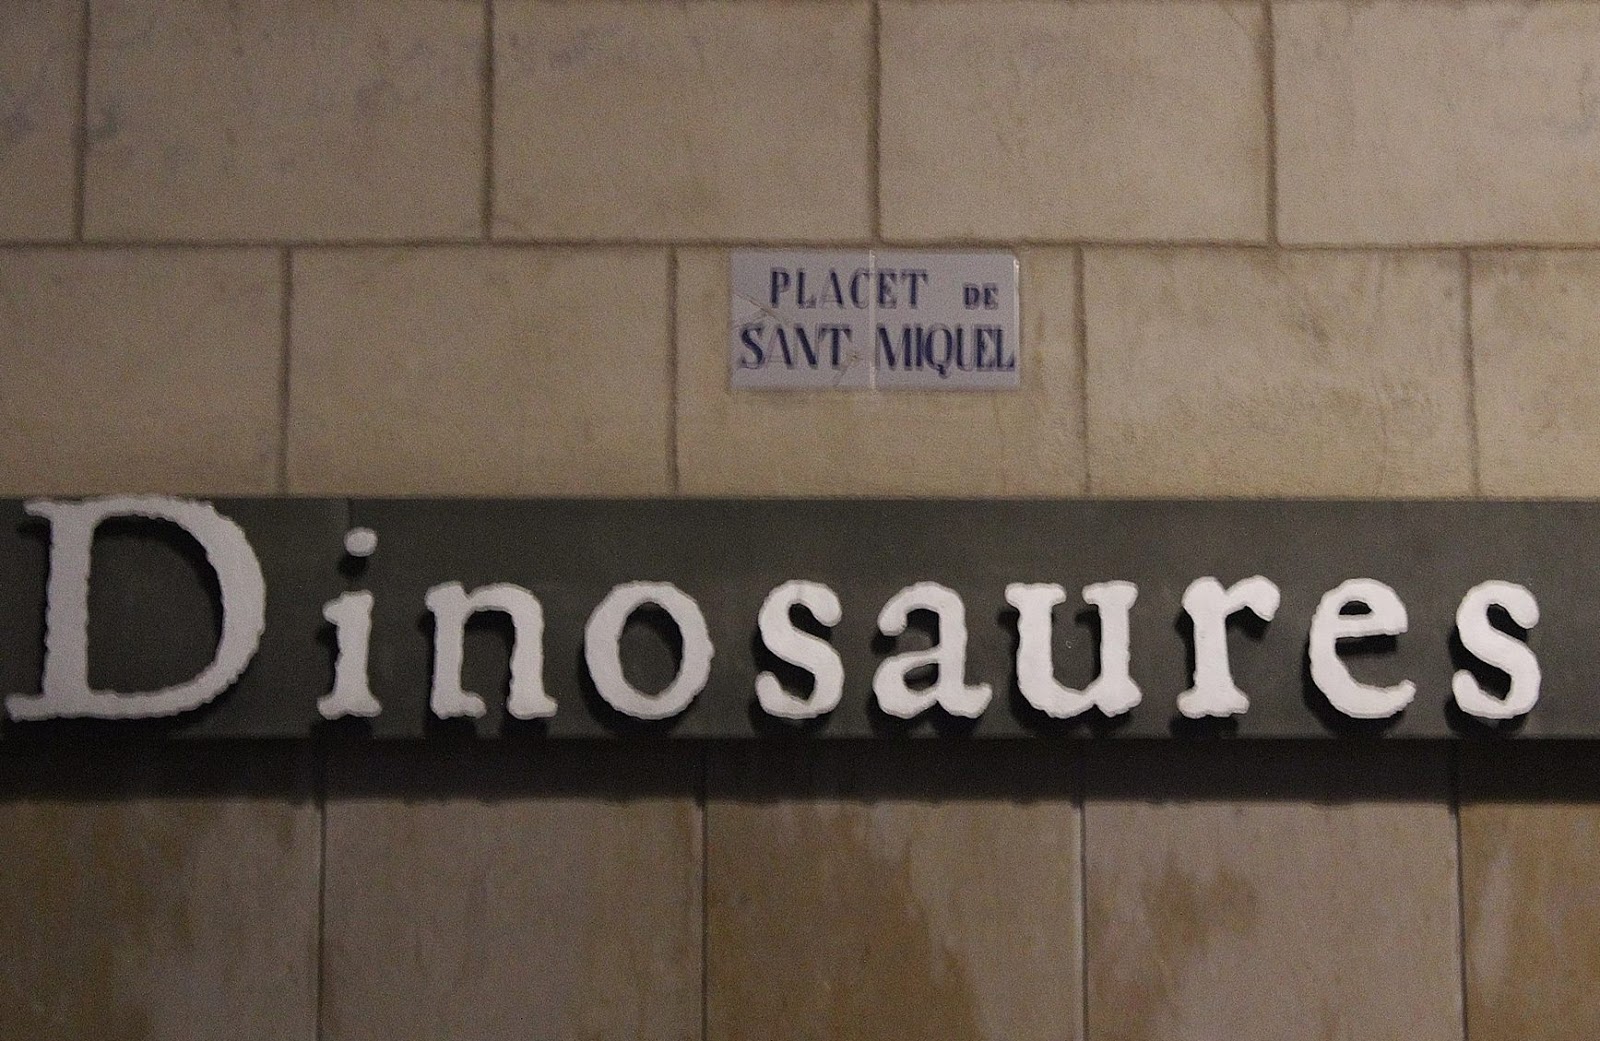 PLACET DE
SANT MIQUEL
Dinosaures